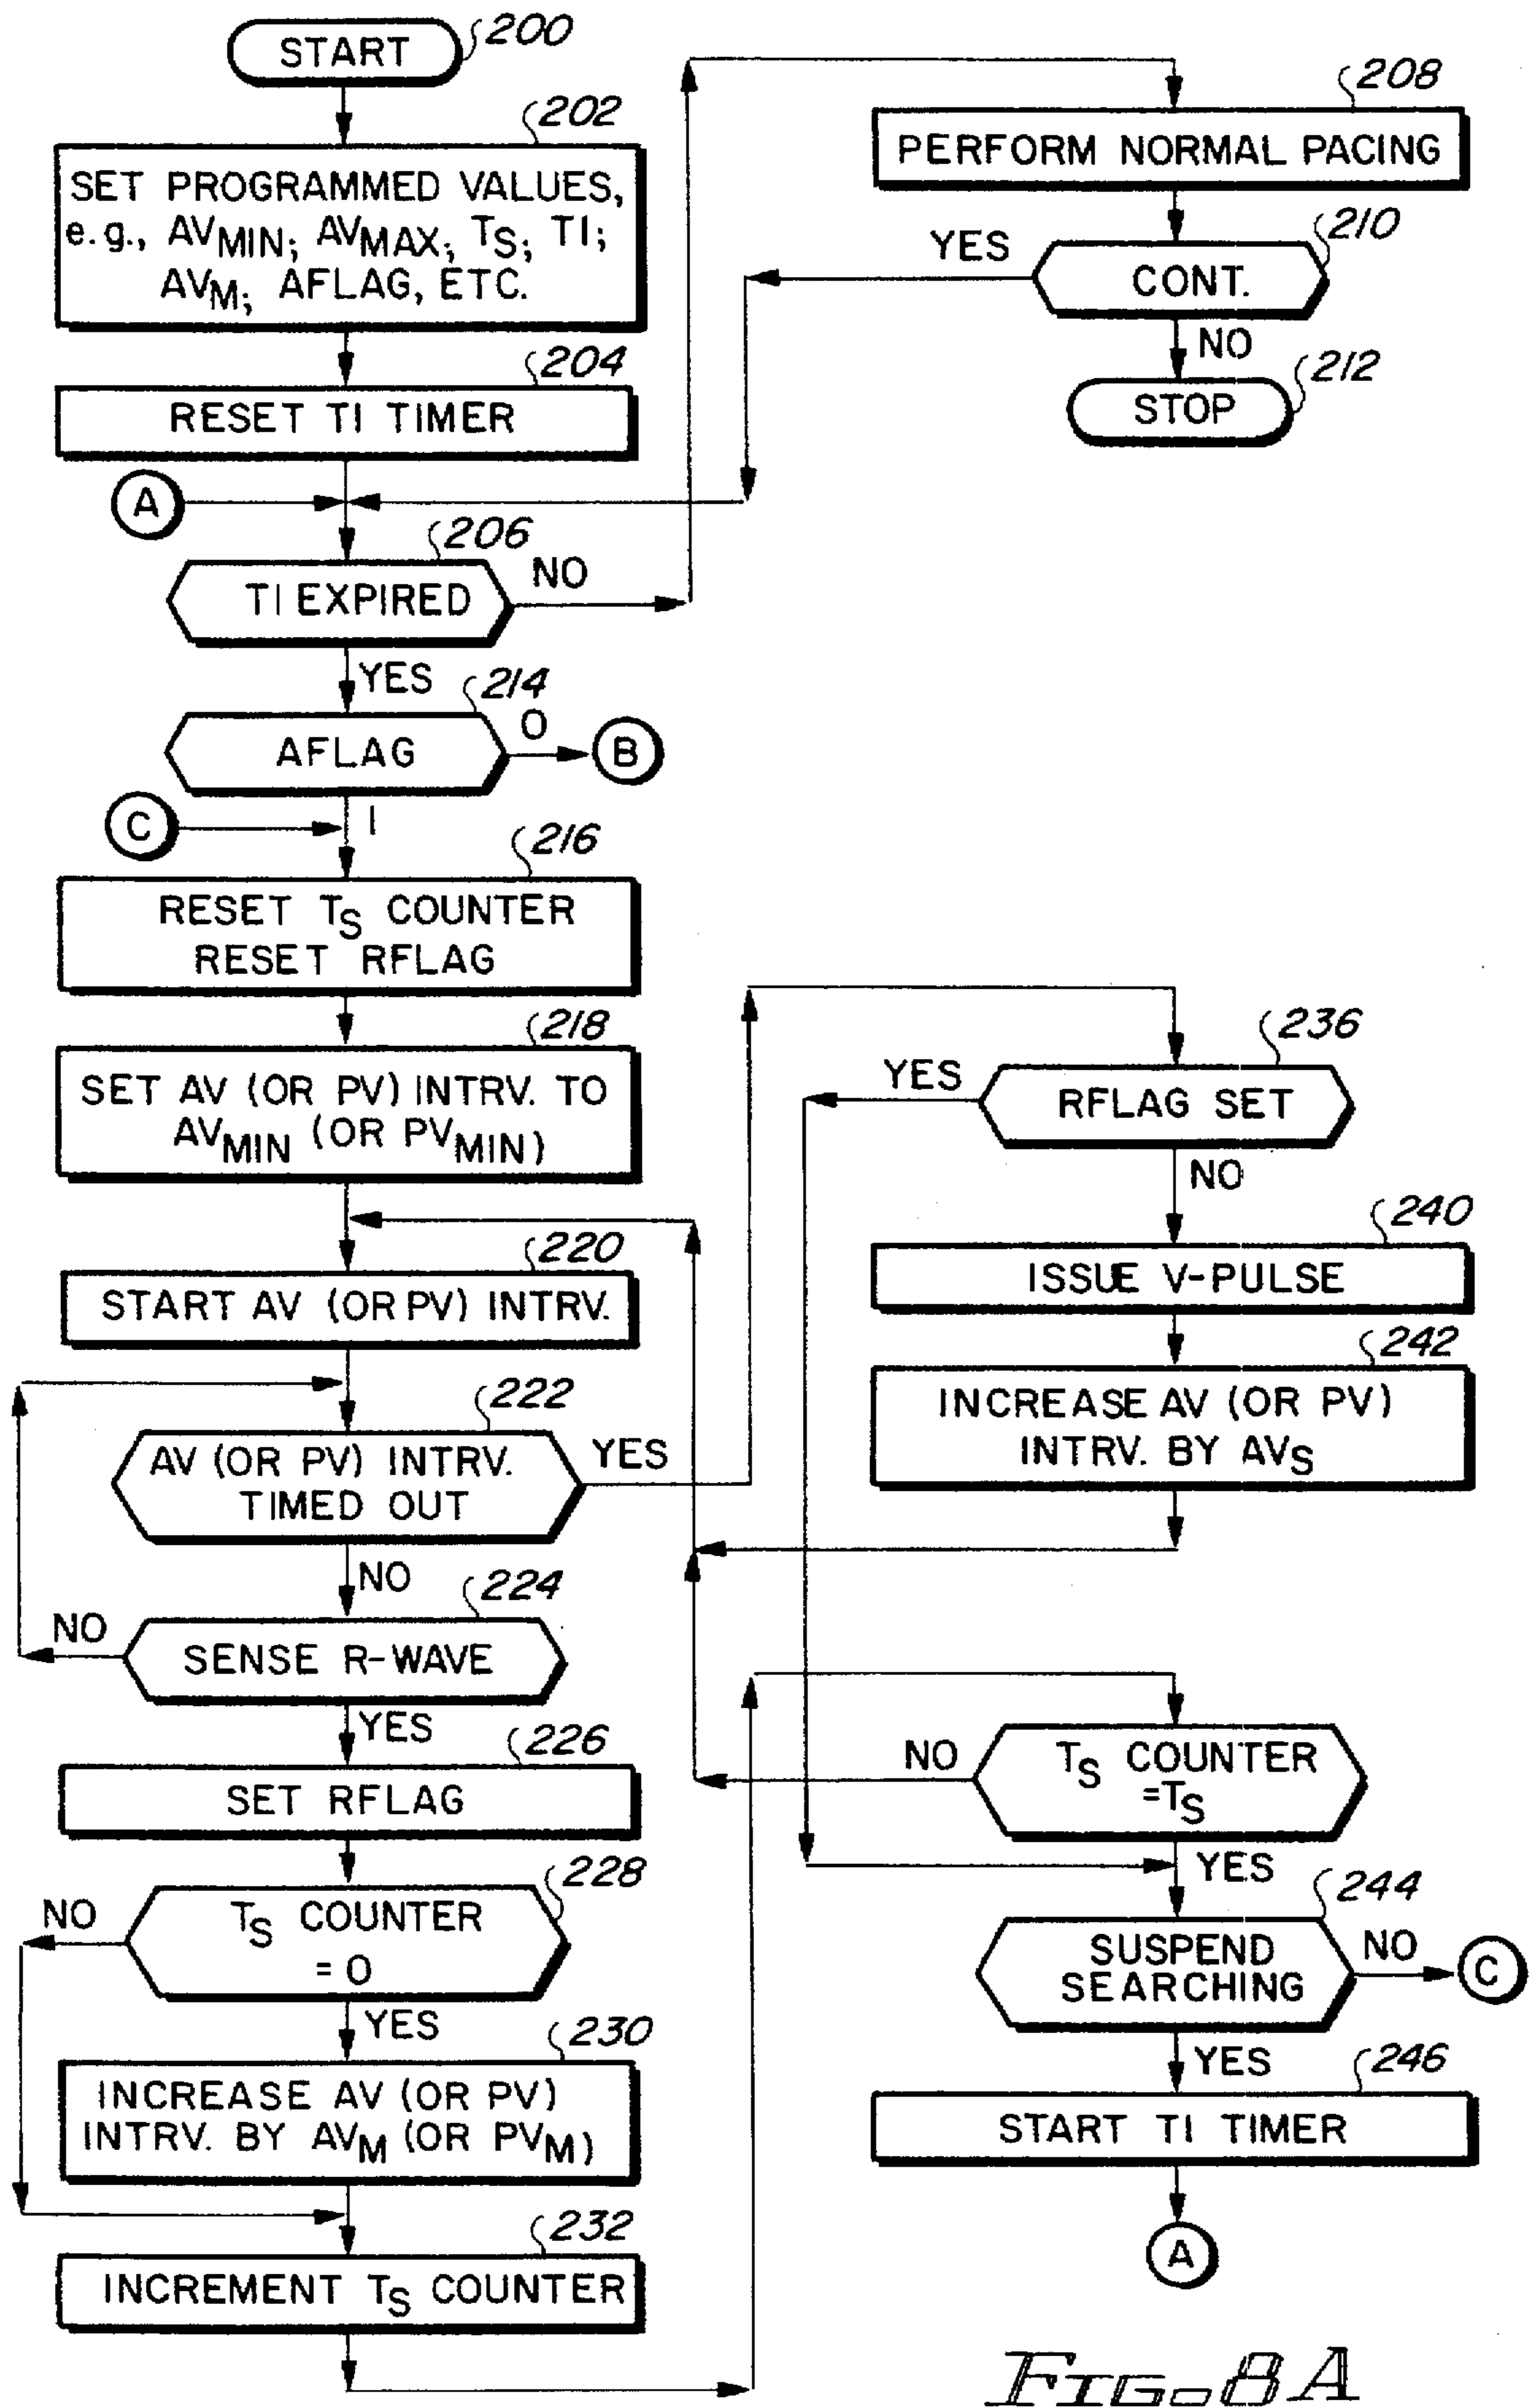 START
200
202
SET PROGRAMMED VALUES,
e.g., AVMIN; AVMAX; TS; TI;
AVM; AFLAG, ETC.
204
RESET TI TIMER
A
206
TI EXPIRED
NO
YES
208
PERFORM NORMAL PACING
210
CONT.
YES
NO
212
STOP
214
AFLAG
0
B
1
C
216
RESET TS COUNTER
RESET RFLAG
218
SET AV (OR PV) INTRV. TO
AVMIN (OR PVMIN)
220
START AV (OR PV) INTRV.
222
AV (OR PV) INTRV.
TIMED OUT
YES
NO
224
SENSE R-WAVE
NO
YES
226
SET RFLAG
228
TS COUNTER
= 0
NO
YES
230
INCREASE AV (OR PV)
INTRV. BY AVM (OR PVM)
232
INCREMENT TS COUNTER
236
RFLAG SET
YES
NO
240
ISSUE V-PULSE
242
INCREASE AV (OR PV)
INTRV. BY AVS
TS COUNTER
=TS
NO
YES
244
SUSPEND
SEARCHING
NO
C
YES
246
START TI TIMER
A
FIG. 8A